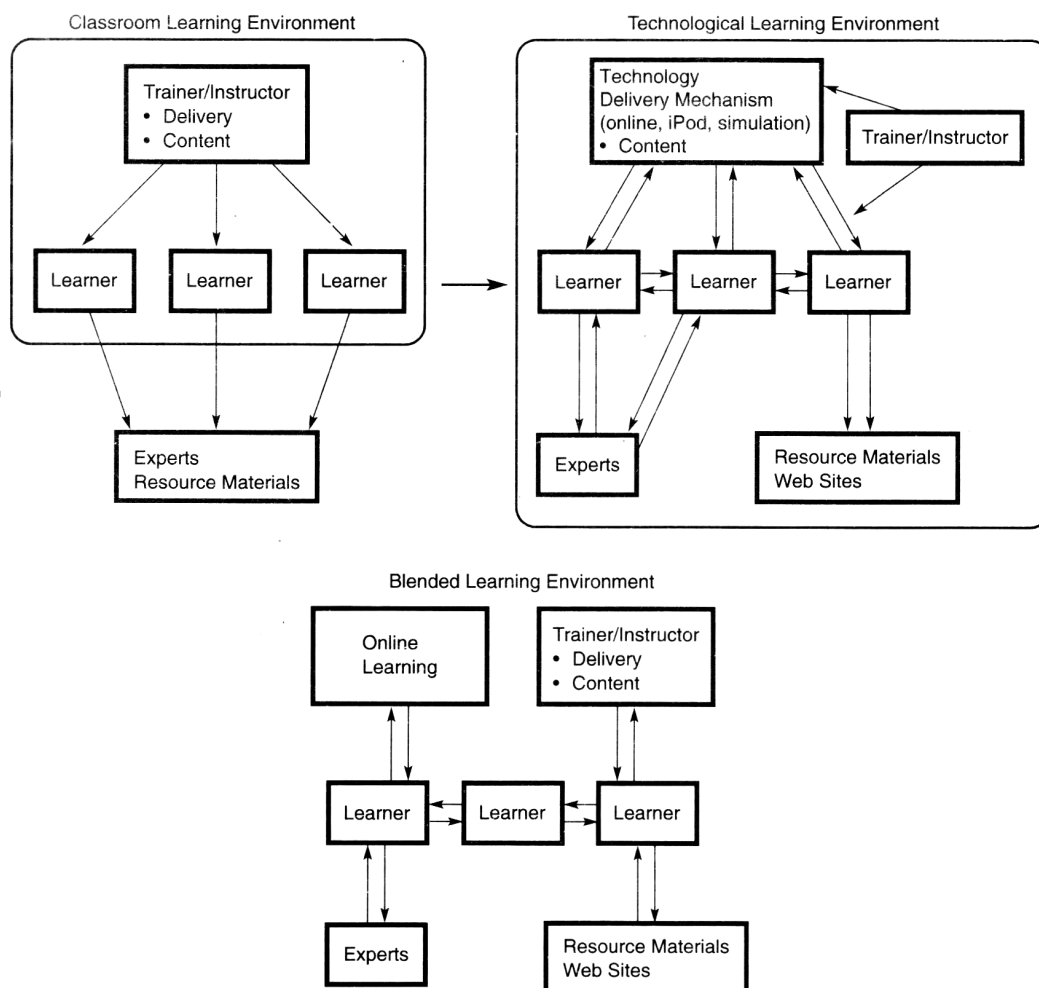 Classroom Learning Environment
Trainer/Instructor
• Delivery
• Content
Learner
Learner
Learner
Experts
Resource Materials
Technological Learning Environment
Technology
Delivery Mechanism
(online, iPod, simulation)
• Content
Trainer/Instructor
Learner
Learner
Learner
Experts
Resource Materials
Web Sites
Blended Learning Environment
Online
Learning
Trainer/Instructor
• Delivery
• Content
Learner
Learner
Learner
Experts
Resource Materials
Web Sites